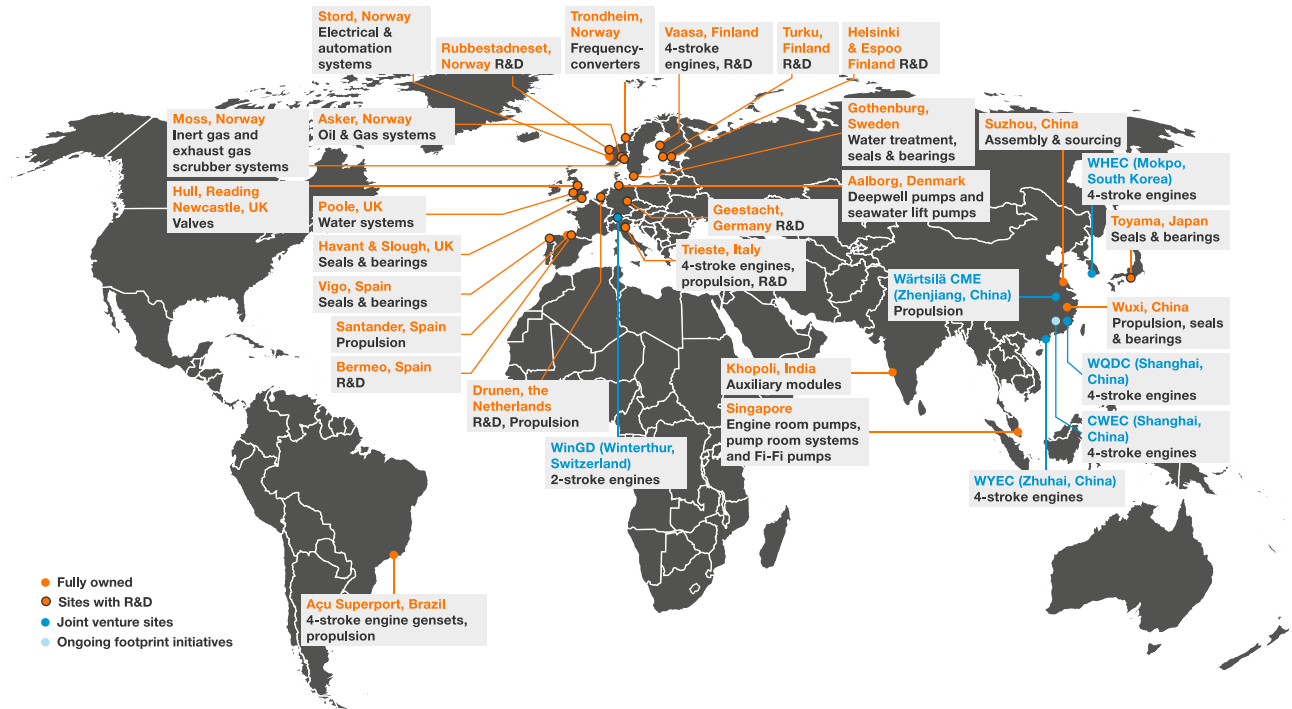 Stord, Norway
Electrical &
automation
systems
Rubbestadneset,
Norway R&D
Trondheim,
Norway
Frequency-
converters
Vaasa, Finland
4-stroke
engines, R&D
Turku,
Finland
R&D
Helsinki
& Espoo
Finland R&D
Moss, Norway
Inert gas and
exhaust gas
scrubber systems
Asker, Norway
Oil & Gas systems
Gothenburg,
Sweden
Water treatment,
seals & bearings
Suzhou, China
Assembly & sourcing
WHEC (Mokpo,
South Korea)
4-stroke engines
Hull, Reading
Newcastle, UK
Valves
Poole, UK
Water systems
Aalborg, Denmark
Deepwell pumps and
seawater lift pumps
Geestacht,
Germany R&D
Toyama, Japan
Seals & bearings
Havant & Slough, UK
Seals & bearings
Trieste, Italy
4-stroke engines,
propulsion, R&D
Vigo, Spain
Seals & bearings
Wärtsilä CME
(Zhenjiang, China)
Propulsion
Wuxi, China
Propulsion, seals
& bearings
Santander, Spain
Propulsion
Bermeo, Spain
R&D
Khopoli, India
Auxiliary modules
WQDC (Shanghai,
China)
4-stroke engines
Drunen, the
Netherlands
R&D, Propulsion
Singapore
Engine room pumps,
pump room systems
and Fi-Fi pumps
CWEC (Shanghai,
China)
4-stroke engines
WinGD (Winterthur,
Switzerland)
2-stroke engines
WYEC (Zhuhai, China)
4-stroke engines
Fully owned
Sites with R&D
Joint venture sites
Ongoing footprint initiatives
Açu Superport, Brazil
4-stroke engine gensets,
propulsion